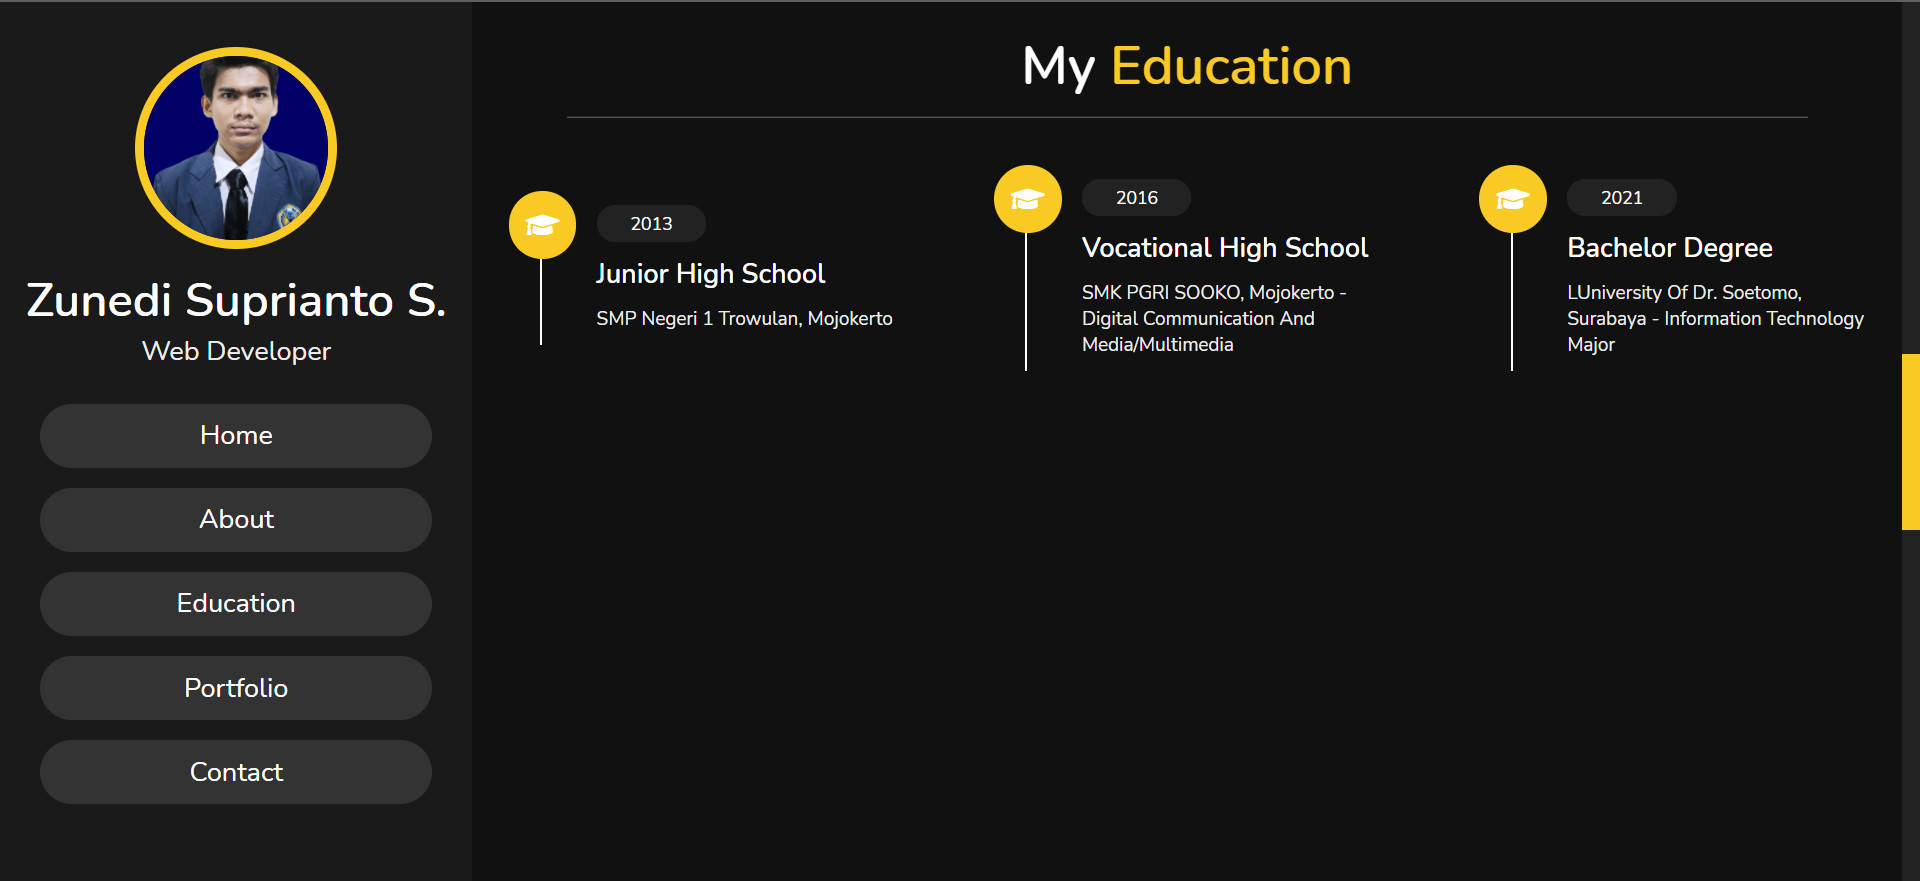 Zunedi Suprianto S.
Web Developer
Home
About
Education
Portfolio
Contact
My Education
2013
Junior High School
SMP Negeri 1 Trowulan, Mojokerto
2016
Vocational High School
SMK PGRI SOOKO, Mojokerto -
Digital Communication And
Media/Multimedia
2021
Bachelor Degree
LUniversity Of Dr. Soetomo,
Surabaya - Information Technology
Major